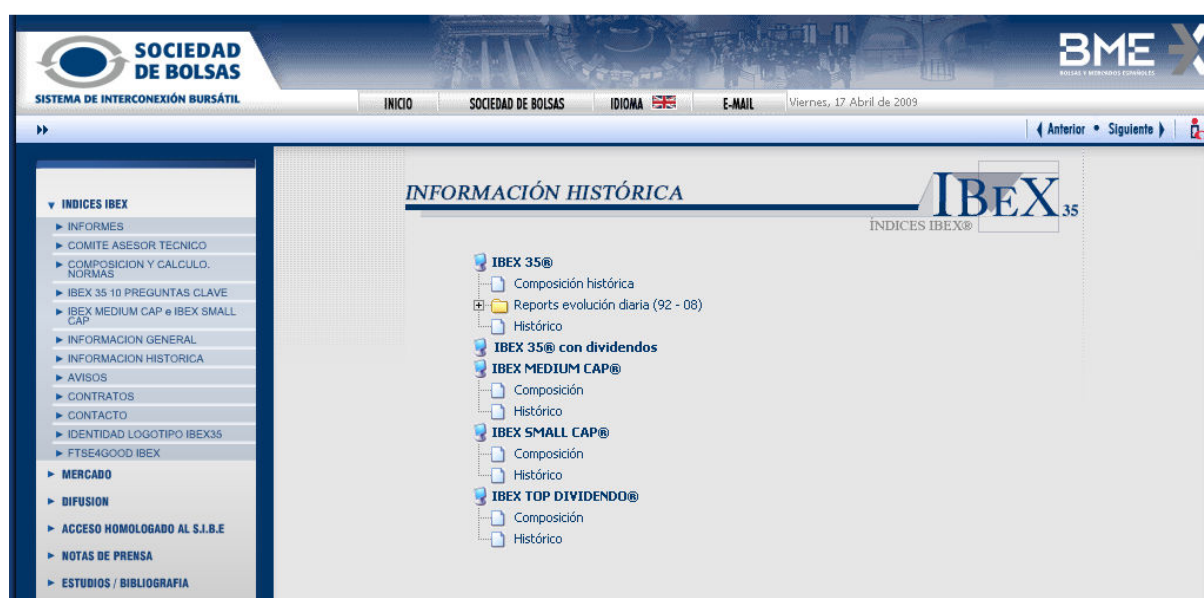 SOCIEDAD
DE BOLSAS
SISTEMA DE INTERCONEXIÓN BURSÁTIL
BME X
BOLSAS Y MERCADOS ESPAÑOLES
INICIO SOCIEDAD DE BOLSAS IDIOMA E-MAIL Viernes, 17 Abril de 2009
Anterior • Siguiente
INDICES IBEX
INFORMES
COMITE ASESOR TECNICO
COMPOSICION Y CALCULO.
NORMAS
IBEX 35 10 PREGUNTAS CLAVE
IBEX MEDIUM CAP e IBEX SMALL
CAP
INFORMACION GENERAL
INFORMACION HISTORICA
AVISOS
CONTRATOS
CONTACTO
IDENTIDAD LOGOTIPO IBEX35
FTSE4GOOD IBEX
MERCADO
DIFUSION
ACCESO HOMOLOGADO AL S.I.B.E
NOTAS DE PRENSA
ESTUDIOS / BIBLIOGRAFIA
INFORMACIÓN HISTÓRICA
IBEX 35
ÍNDICES IBEX®
IBEX 35®
Composición histórica
Reports evolución diaria (92 - 08)
Histórico
IBEX 35® con dividendos
IBEX MEDIUM CAP®
Composición
Histórico
IBEX SMALL CAP®
Composición
Histórico
IBEX TOP DIVIDENDO®
Composición
Histórico